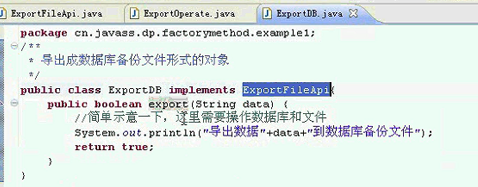 ExportFileApi.java ExportOperate.java ExportDB.java
package cn.javass.dp.factorymethod.example1;
/**
* 导出成数据库备份文件形式的对象
*/
public class ExportDB implements ExportFileApi{
public boolean export(String data) {
//简单示意一下，这里需要操作数据库和文件
System.out.println("导出数据"+data+"到数据库备份文件");
return true;
}
}